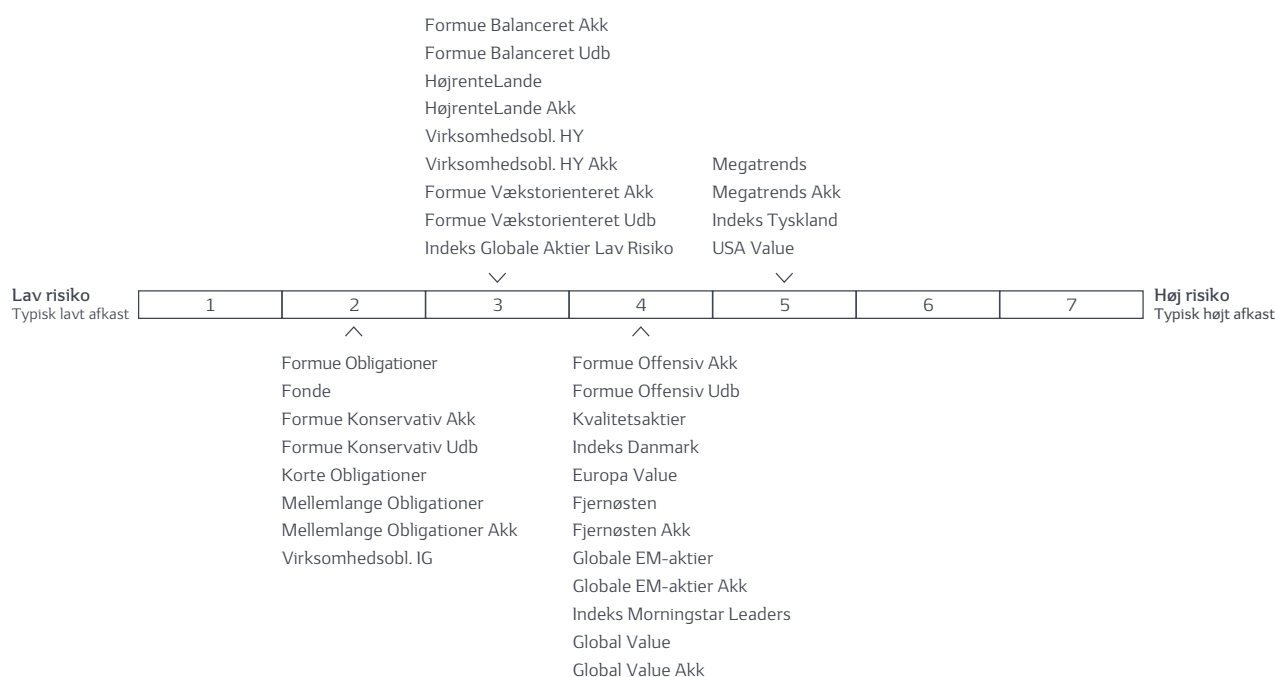 Formue Balanceret Akk
Formue Balanceret Udb
HøjrenteLande
HøjrenteLande Akk
Virksomhedsobl. HY
Virksomhedsobl. HY Akk
Formue Vækstorienteret Akk
Formue Vækstorienteret Udb
Indeks Globale Aktier Lav Risiko
Megatrends
Megatrends Akk
Indeks Tyskland
USA Value
Lav risiko
Typisk lavt afkast
1 2 3 4 5 6 7
Høj risiko
Typisk højt afkast
Formue Obligationer
Fonde
Formue Konservativ Akk
Formue Konservativ Udb
Korte Obligationer
Mellemlange Obligationer
Mellemlange Obligationer Akk
Virksomhedsobl. IG
Formue Offensiv Akk
Formue Offensiv Udb
Kvalitetsaktier
Indeks Danmark
Europa Value
Fjernøsten
Fjernøsten Akk
Globale EM-aktier
Globale EM-aktier Akk
Indeks Morningstar Leaders
Global Value
Global Value Akk